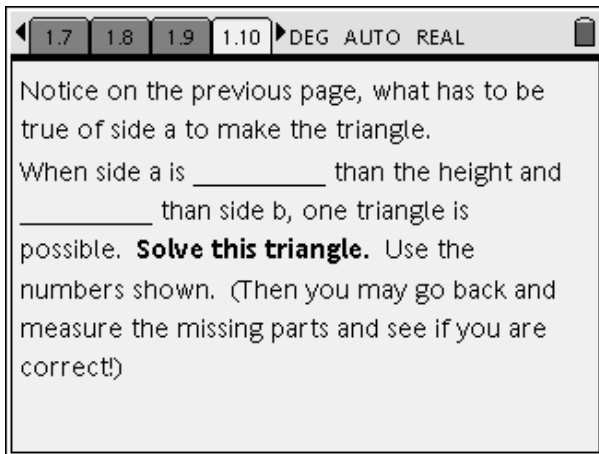 1.7 1.8 1.9 1.10 DEG AUTO REAL
Notice on the previous page, what has to be
true of side a to make the triangle.
When side a is __________ than the height and
__________ than side b, one triangle is
possible. Solve this triangle. Use the
numbers shown. (Then you may go back and
measure the missing parts and see if you are
correct!)